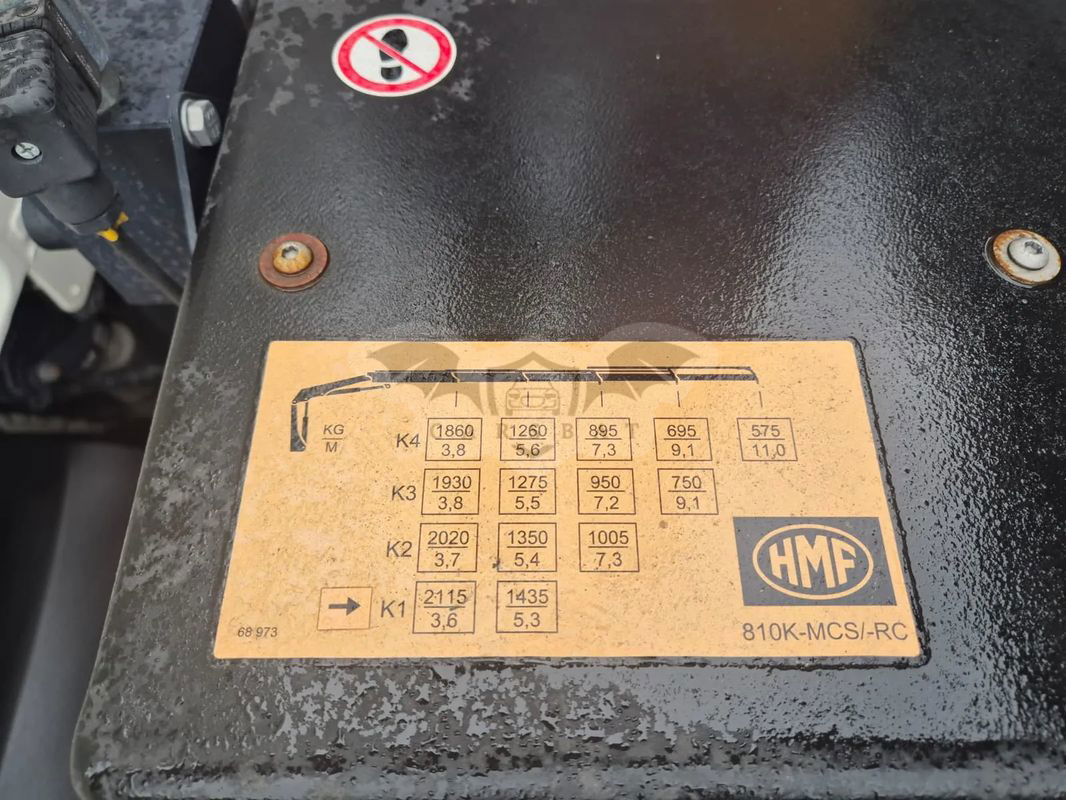 KG
M
K4 1860 1260 895 695 575
3,8 5,6 7,3 9,1 11,0
K3 1930 1275 950 750
3,8 5,5 7,2 9,1
K2 2020 1350 1005
3,7 5,4 7,3
K1 2115 1435
3,6 5,3
HMF
68 973
810K-MCS/-RC